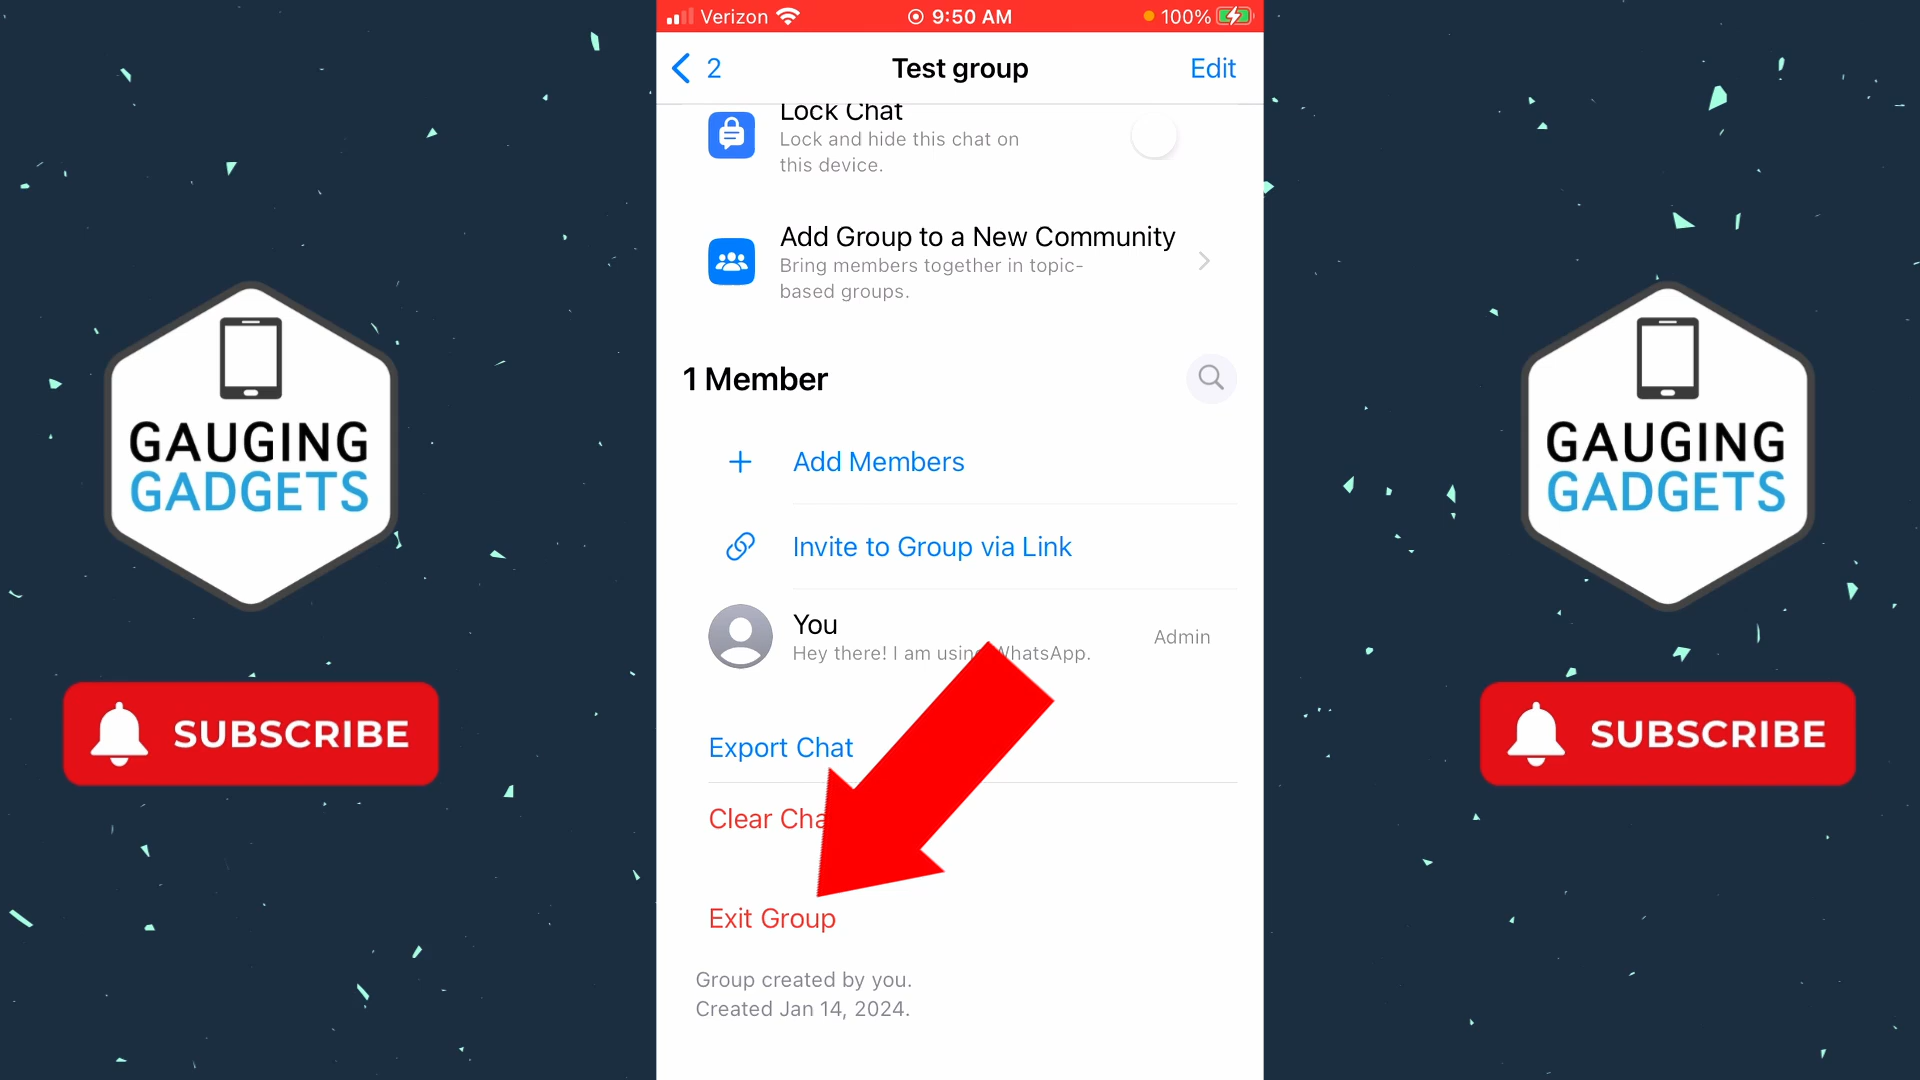 Verizon 9:50 AM 100%
2 Test group Edit
Lock Chat
Lock and hide this chat on
this device.
Add Group to a New Community
Bring members together in topic-
based groups.
1 Member
Add Members
Invite to Group via Link
You
Hey there! I am using WhatsApp.
Admin
Export Chat
Clear Cha
Exit Group
Group created by you.
Created Jan 14, 2024.
GAUGING
GADGETS
SUBSCRIBE
GAUGING
GADGETS
SUBSCRIBE